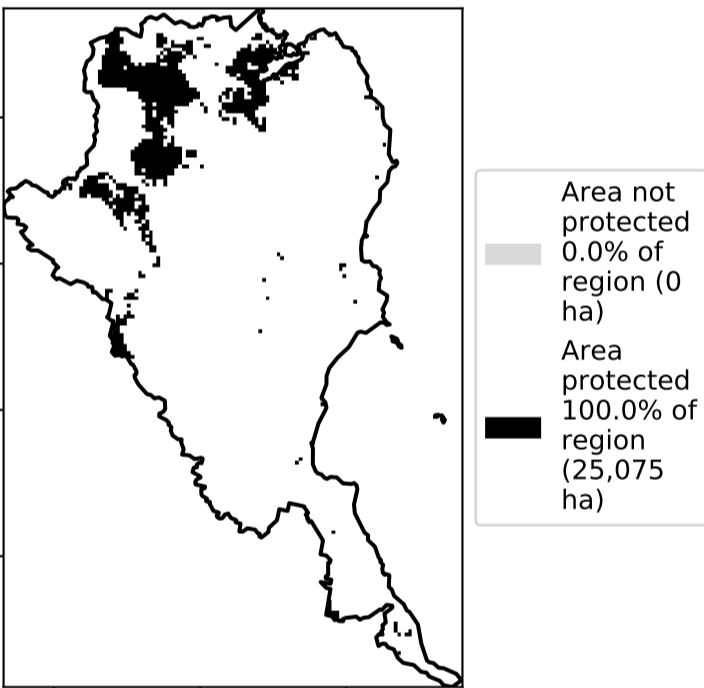 Area not
protected
0.0% of
region (0
ha)
Area
protected
100.0% of
region
(25,075
ha)